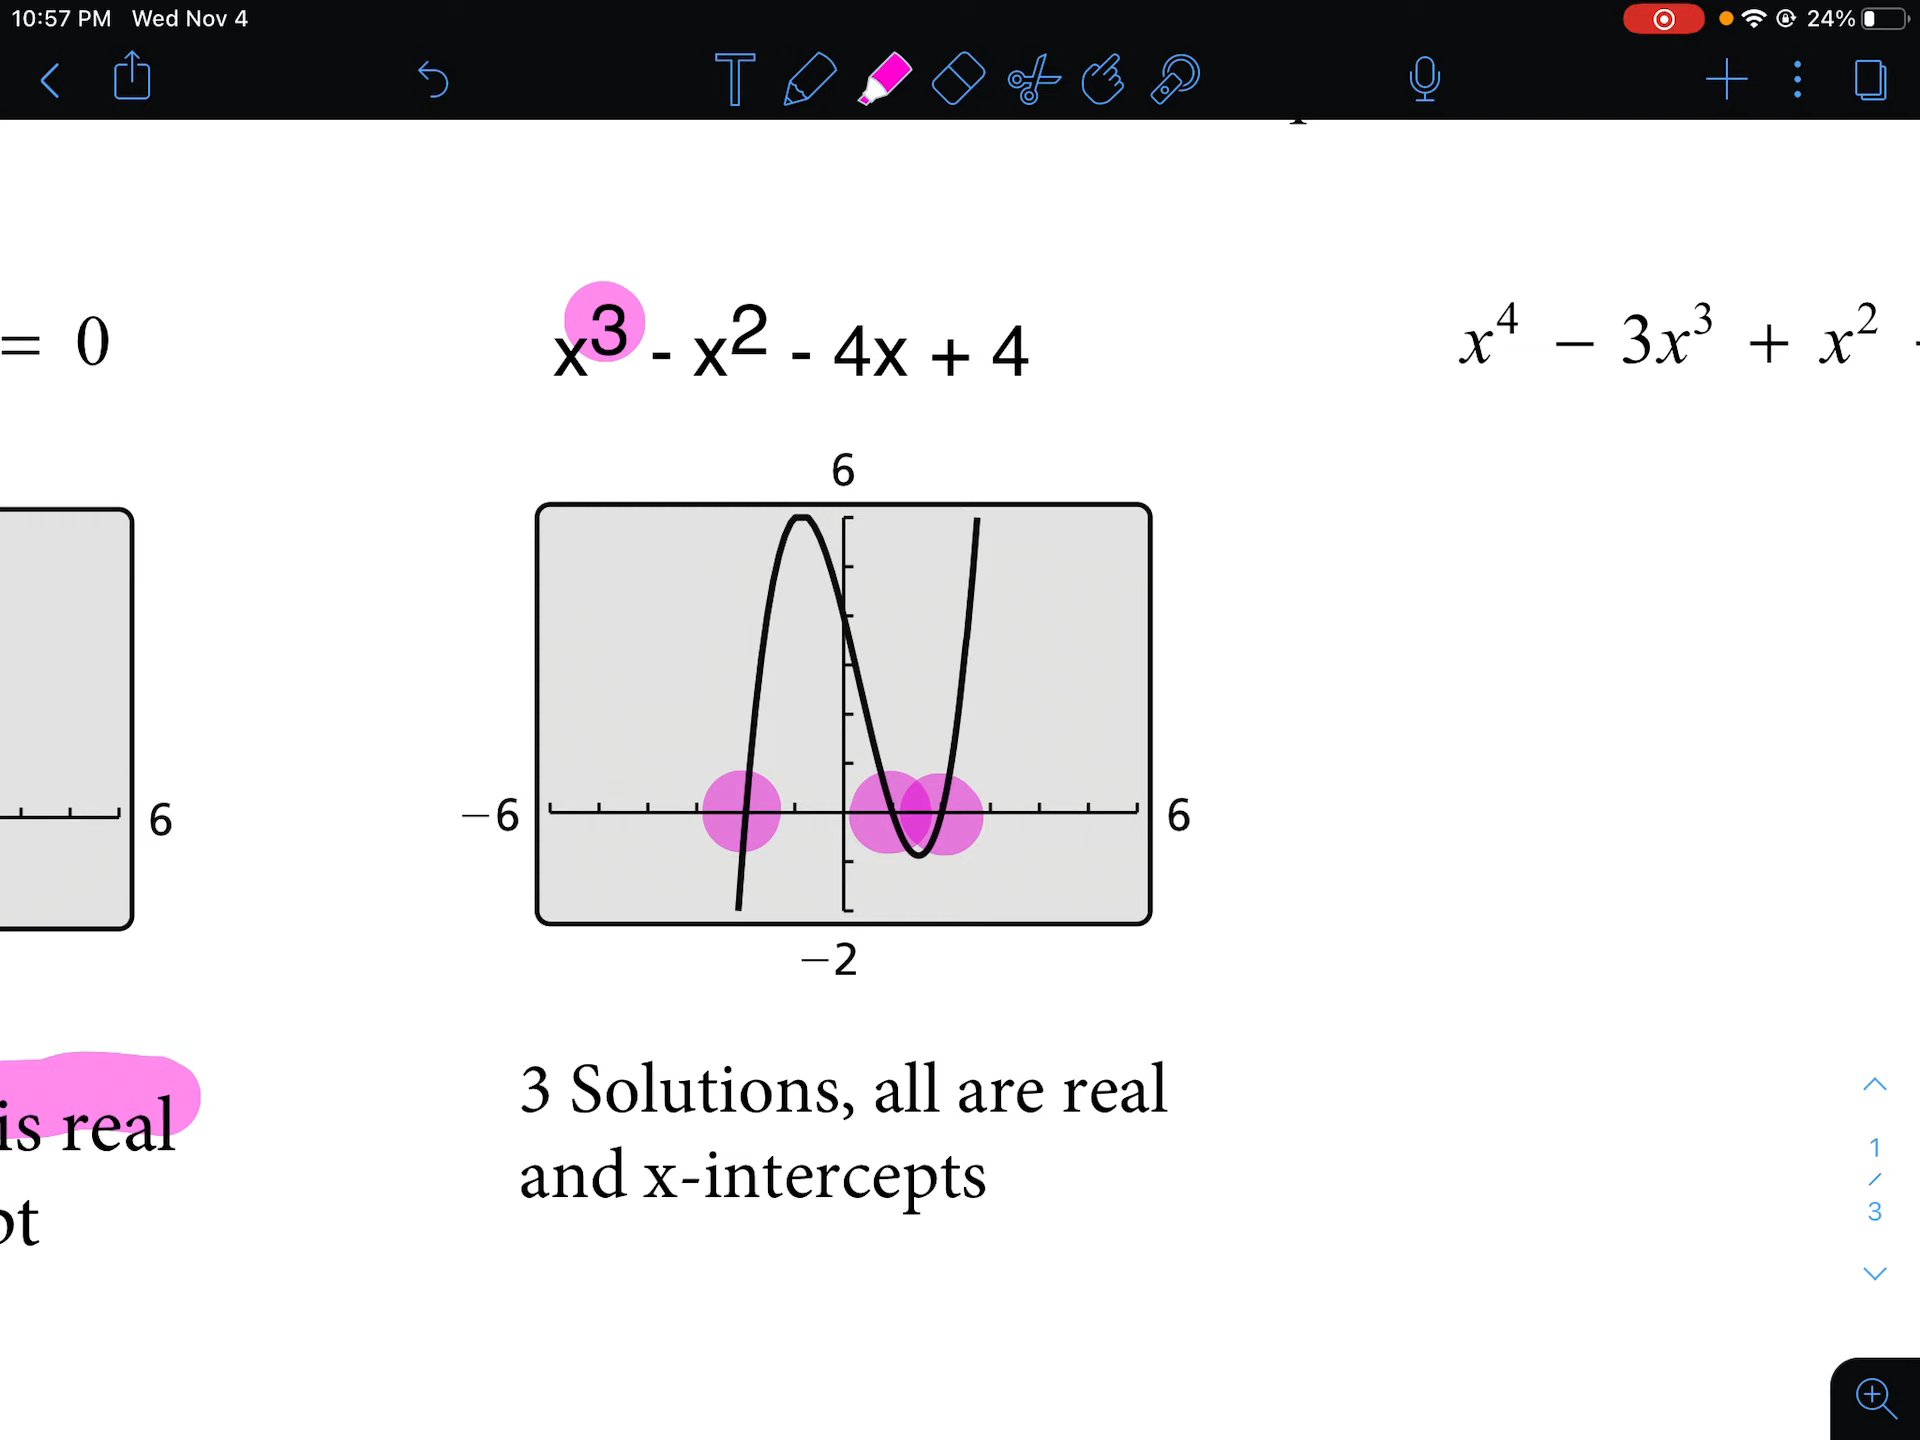 10:57 PM Wed Nov 4
24%
T
= 0
x³ - x² - 4x + 4
x⁴ − 3x³ + x²
6
−6
6
−2
6
is real
3 Solutions, all are real
and x-intercepts
1
/
3